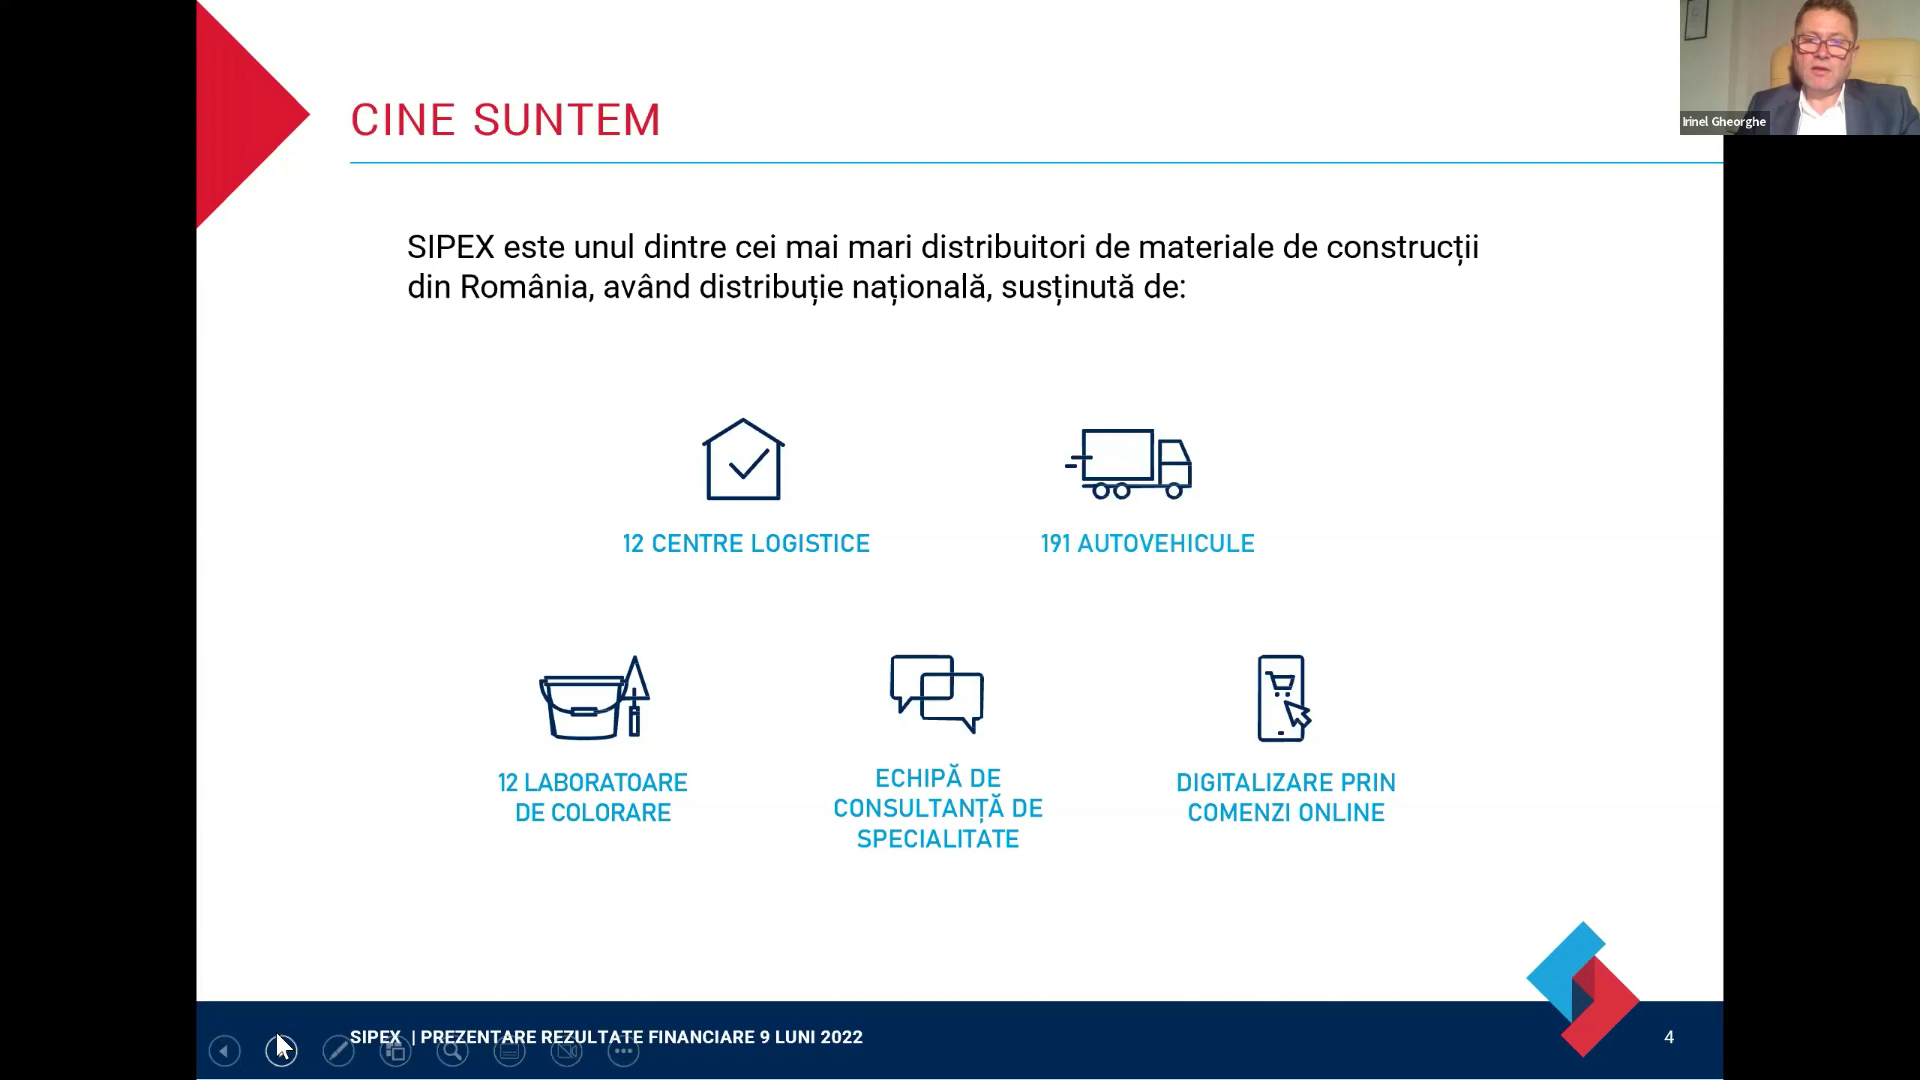 CINE SUNTEM
Irinel Gheorghe
SIPEX este unul dintre cei mai mari distribuitori de materiale de construcții
din România, având distribuție națională, susținută de:
12 CENTRE LOGISTICE
191 AUTOVEHICULE
12 LABORATOARE
DE COLORARE
ECHIPĂ DE
CONSULTANȚĂ DE
SPECIALITATE
DIGITALIZARE PRIN
COMENZI ONLINE
SIPEX | PREZENTARE REZULTATE FINANCIARE 9 LUNI 2022
4